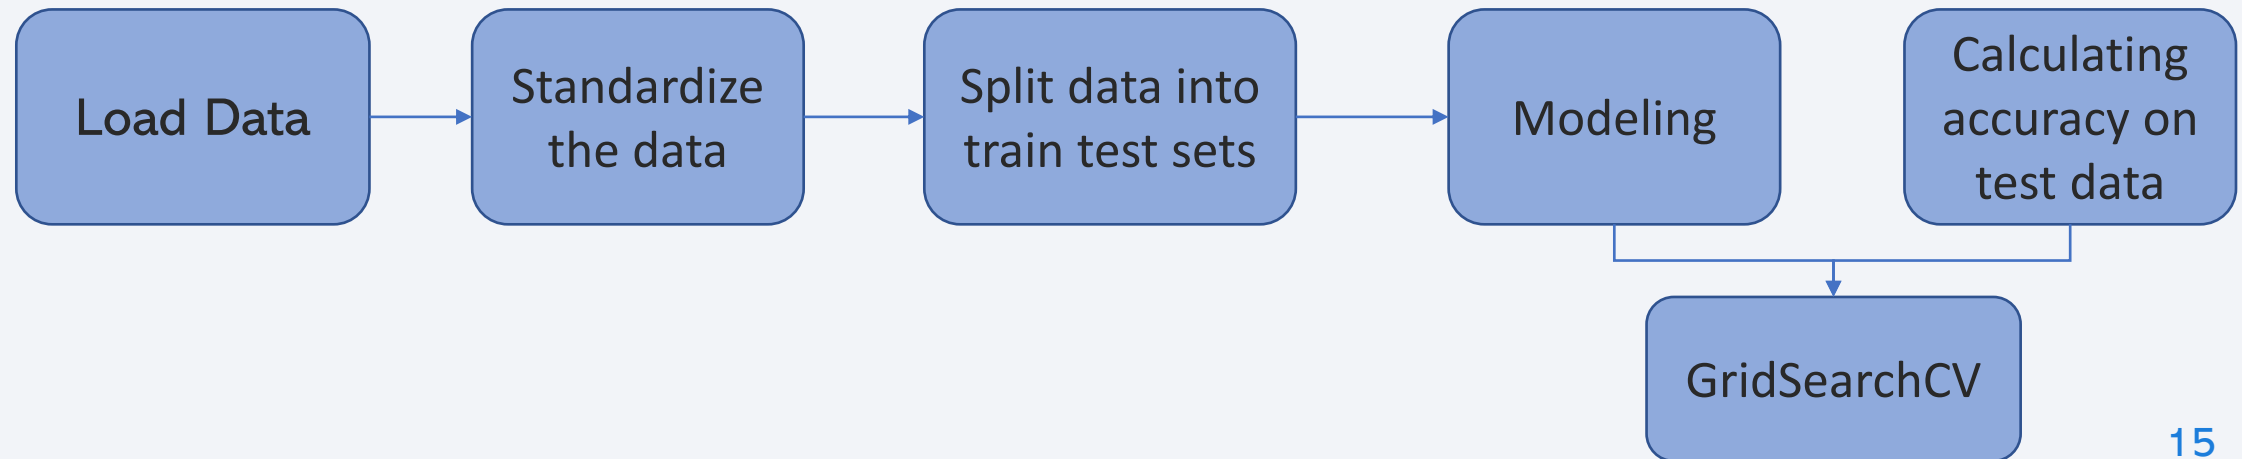 Load Data
Standardize
the data
Split data into
train test sets
Modeling
Calculating
accuracy on
test data
GridSearchCV
15